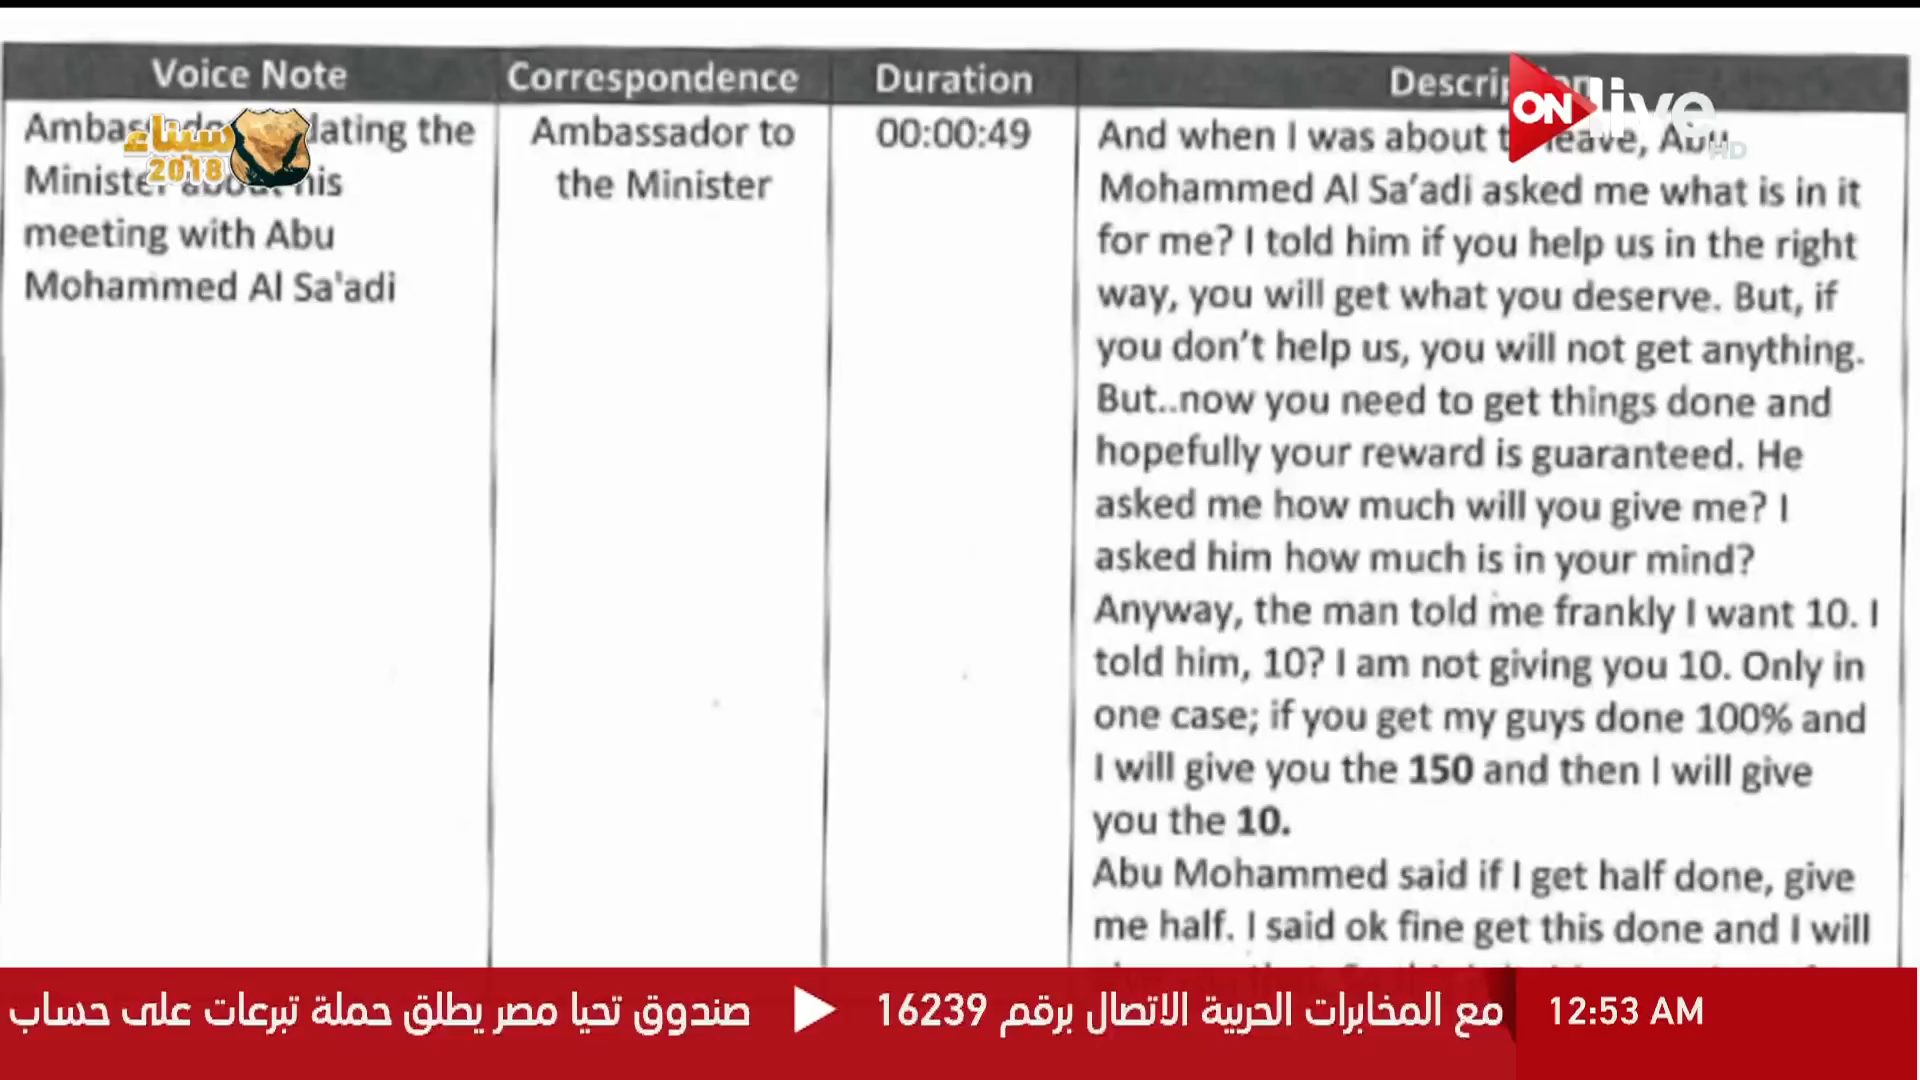 Voice Note
Correspondence
Duration
live
ON
HD
سيناء
2018
the
Minister
his
meeting with Abu
Mohammed Al Sa'adi
Ambassador to
the Minister
00:00:49
And when I was about leave, Abu
Mohammed Al Sa'adi asked me what is in it
for me? I told him if you help us in the right
way, you will get what you deserve. But, if
you don't help us, you will not get anything.
But..now you need to get things done and
hopefully your reward is guaranteed. He
asked me how much will you give me? I
asked him how much is in your mind?
Anyway, the man told me frankly I want 10. I
told him, 10? I am not giving you 10. Only in
one case; if you get my guys done 100% and
I will give you the 150 and then I will give
you the 10.
Abu Mohammed said if I get half done, give
me half. I said ok fine get this done and I will
مع المخابرات الحربية الاتصال برقم 16239
صندوق تحيا مصر يطلق حملة تبرعات على حساب
12:53 AM